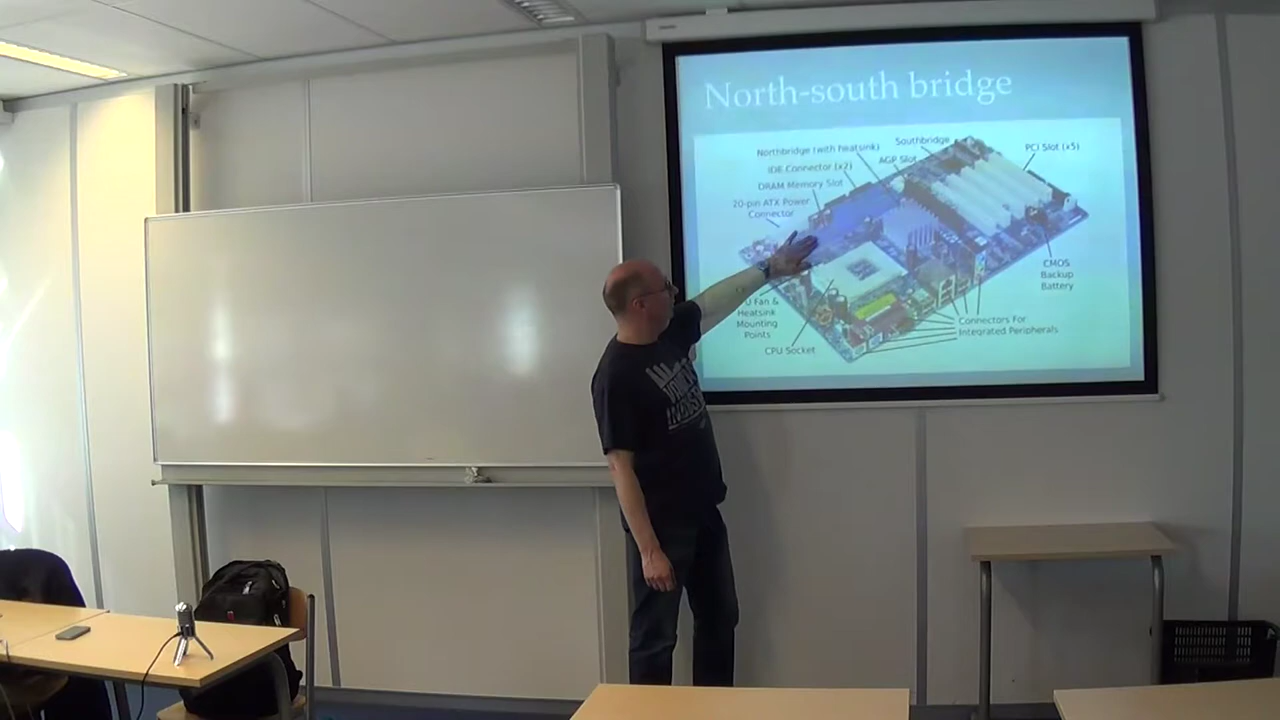 North-south bridge
Southbridge
Northbridge (with heatsink)
PCI Slot (x5)
AGP Slot
IDE Connector (x2)
DRAM Memory Slot
20-pin ATX Power
Connector
CMOS
Backup
Battery
U Fan &
Heatsink
Mounting
Points
Connectors For
Integrated Peripherals
CPU Socket